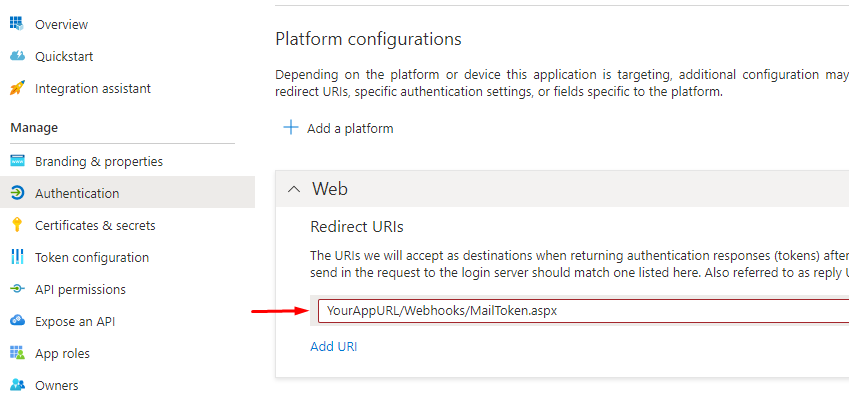 Overview
Quickstart
Integration assistant
Manage
Branding & properties
Authentication
Certificates & secrets
Token configuration
API permissions
Expose an API
App roles
Owners
Platform configurations
Depending on the platform or device this application is targeting, additional configuration may
redirect URIs, specific authentication settings, or fields specific to the platform.
Add a platform
Web
Redirect URIs
The URIs we will accept as destinations when returning authentication responses (tokens) after
send in the request to the login server should match one listed here. Also referred to as reply U
YourAppURL/Webhooks/MailToken.aspx
Add URI